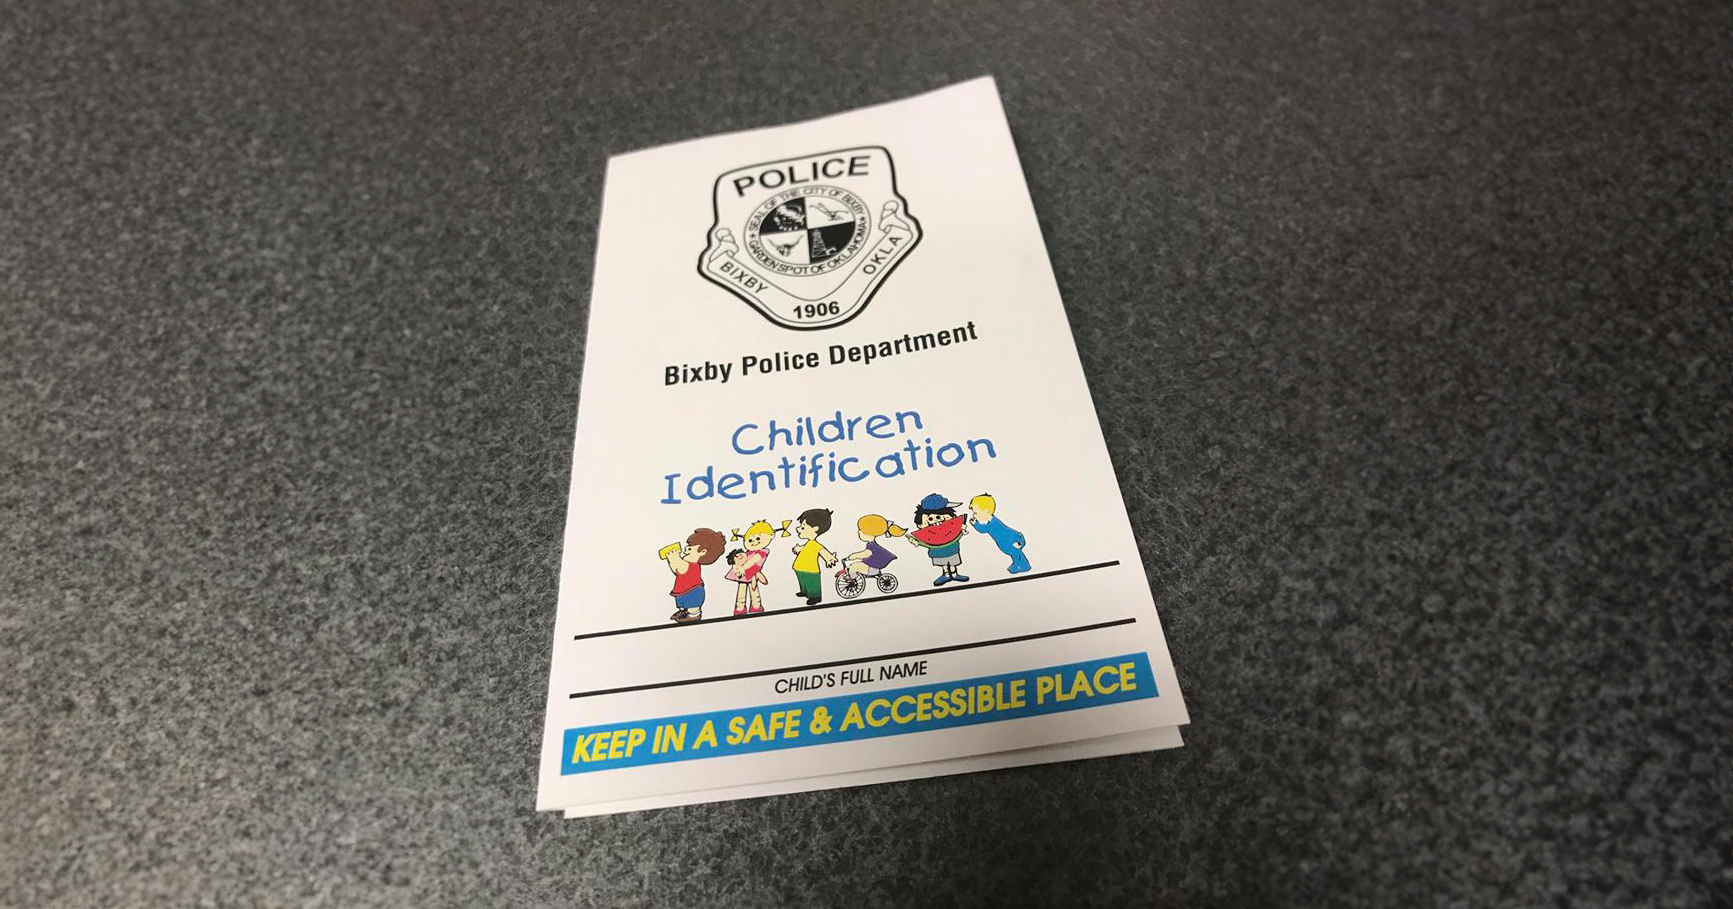 POLICE
SEAL OF THE CITY OF BIXBY
GARDEN SPOT OF OKLAHOMA
BIXBY
OKLA
1906
Bixby Police Department
Children
Identification
CHILD'S FULL NAME
KEEP IN A SAFE & ACCESSIBLE PLACE